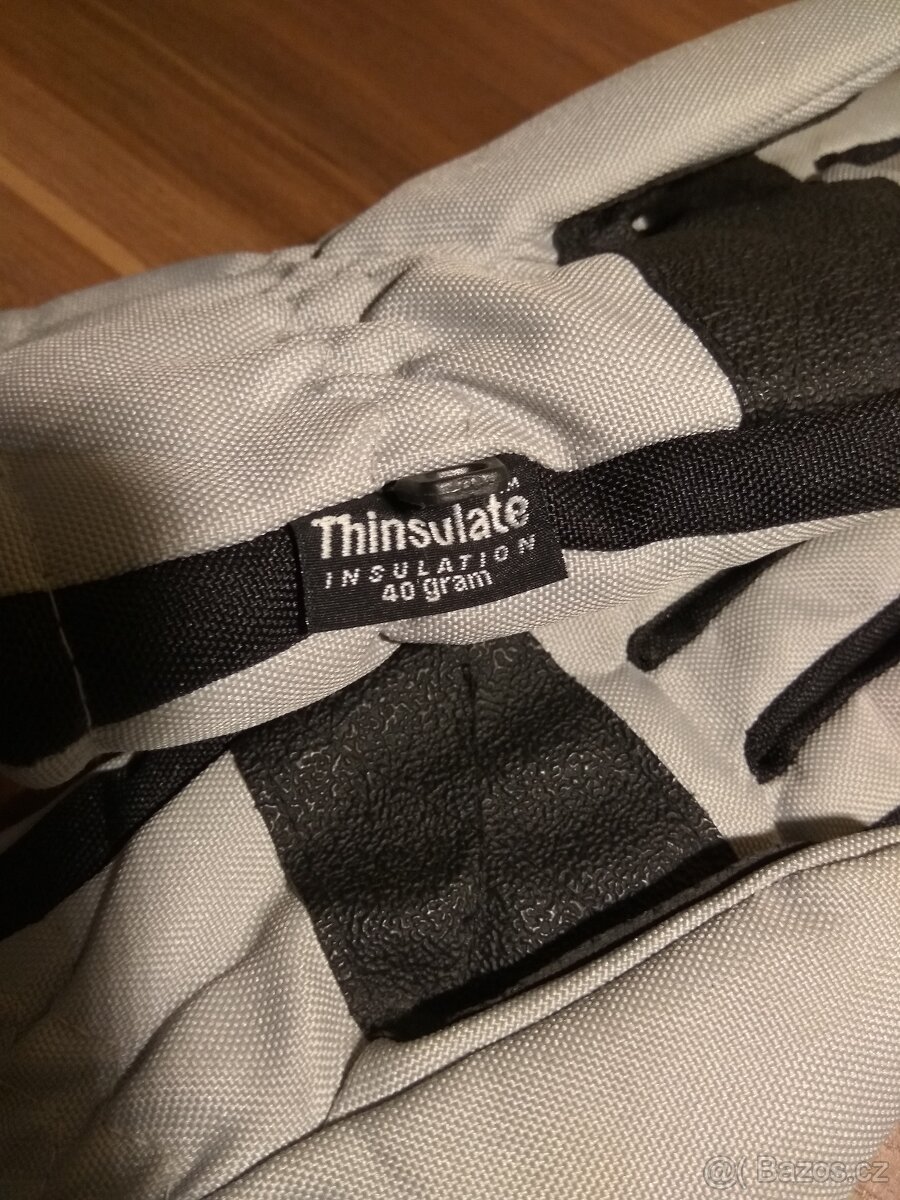 Thinsulate
INSULATION
40 gram
@( Bazos.cz